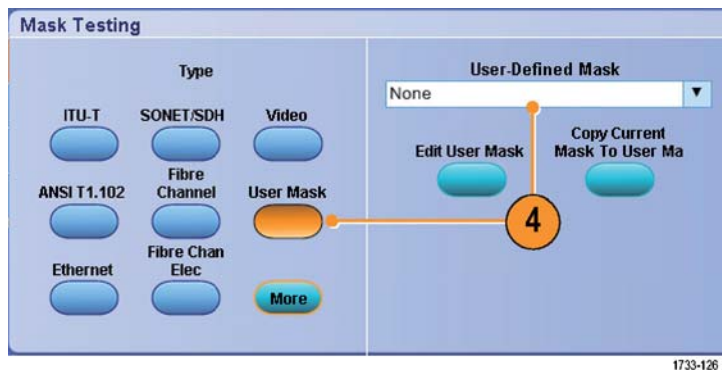 Mask Testing
Type
User-Defined Mask
None
ITU-T
SONET/SDH
Video
Edit User Mask
Copy Current
Mask To User Ma
ANSI T1.102
Fibre
Channel
User Mask
4
Ethernet
Fibre Chan
Elec
More
1733-126